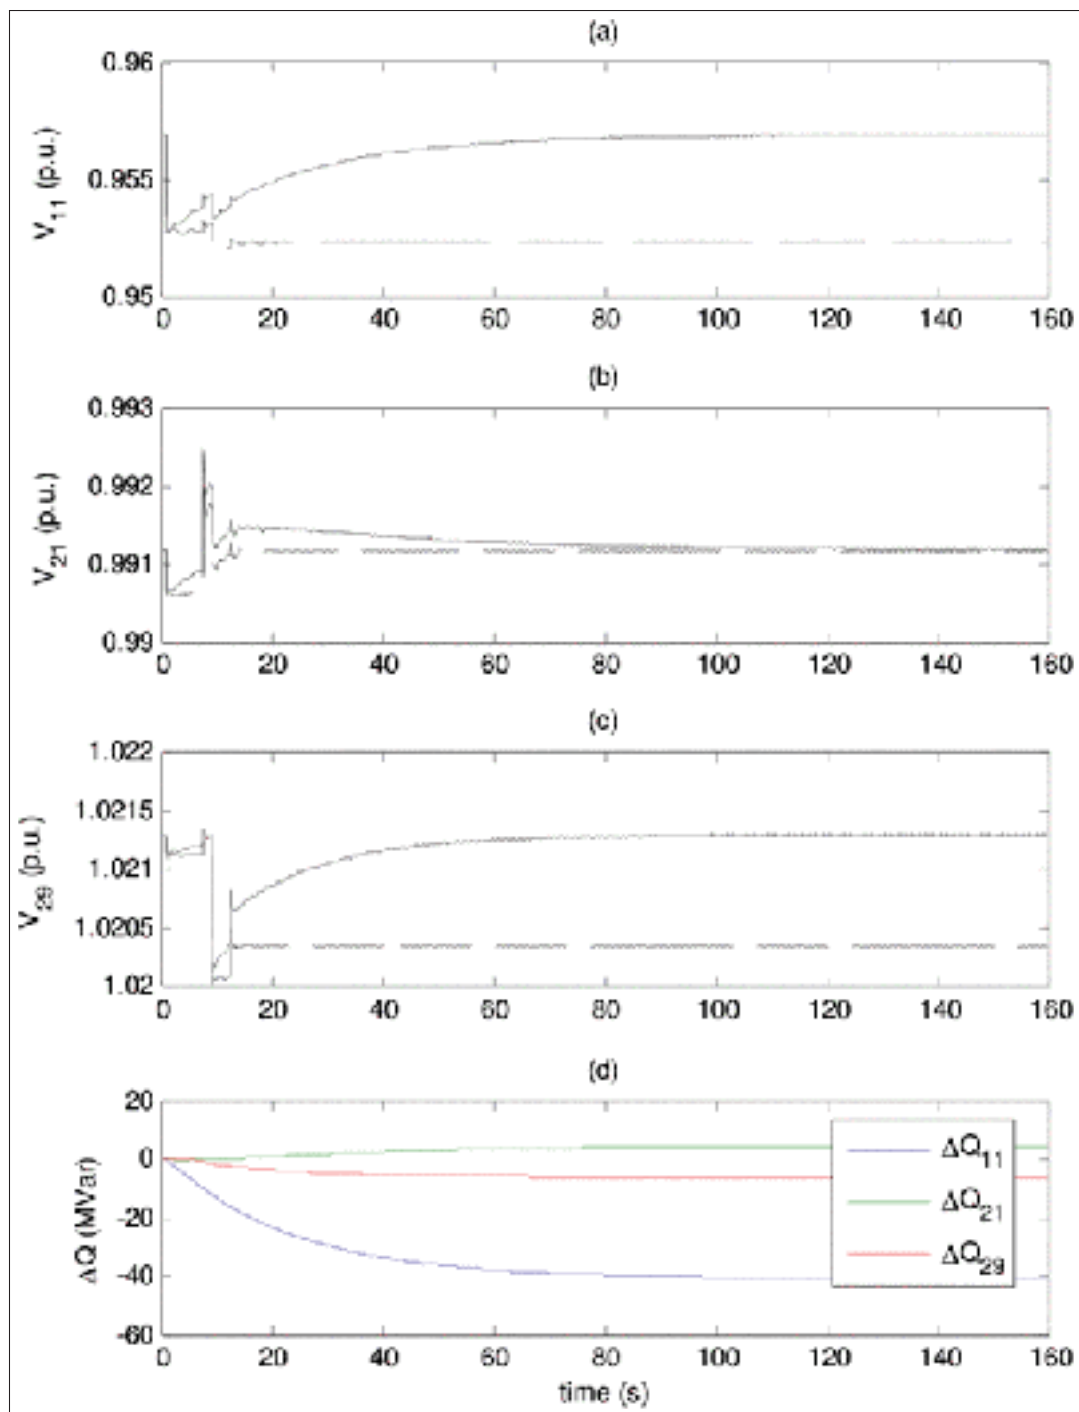 (a)
0.96
0.955
0.95
V11 (p.u.)
0 20 40 60 80 100 120 140 160
(b)
0.993
0.992
0.991
0.99
V21 (p.u.)
0 20 40 60 80 100 120 140 160
(c)
1.022
1.0215
1.021
1.0205
1.02
V29 (p.u.)
0 20 40 60 80 100 120 140 160
(d)
20
0
-20
-40
-60
ΔQ (MVar)
ΔQ11
ΔQ21
ΔQ29
0 20 40 60 80 100 120 140 160
time (s)